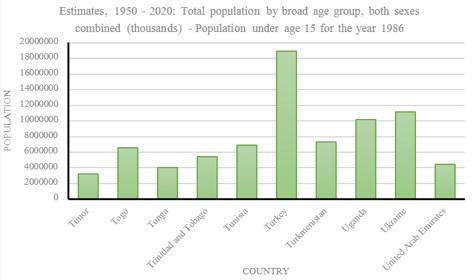 Estimates, 1950 - 2020: Total population by broad age group, both sexes
combined (thousands) - Population under age 15 for the year 1986
POPULATION
20000000
18000000
16000000
14000000
12000000
10000000
8000000
6000000
4000000
2000000
0
Timor
Togo
Tonga
Trinidad and Tobago
Tunisia
Turkey
Turkmenistan
Uganda
Ukraine
United Arab Emirates
COUNTRY